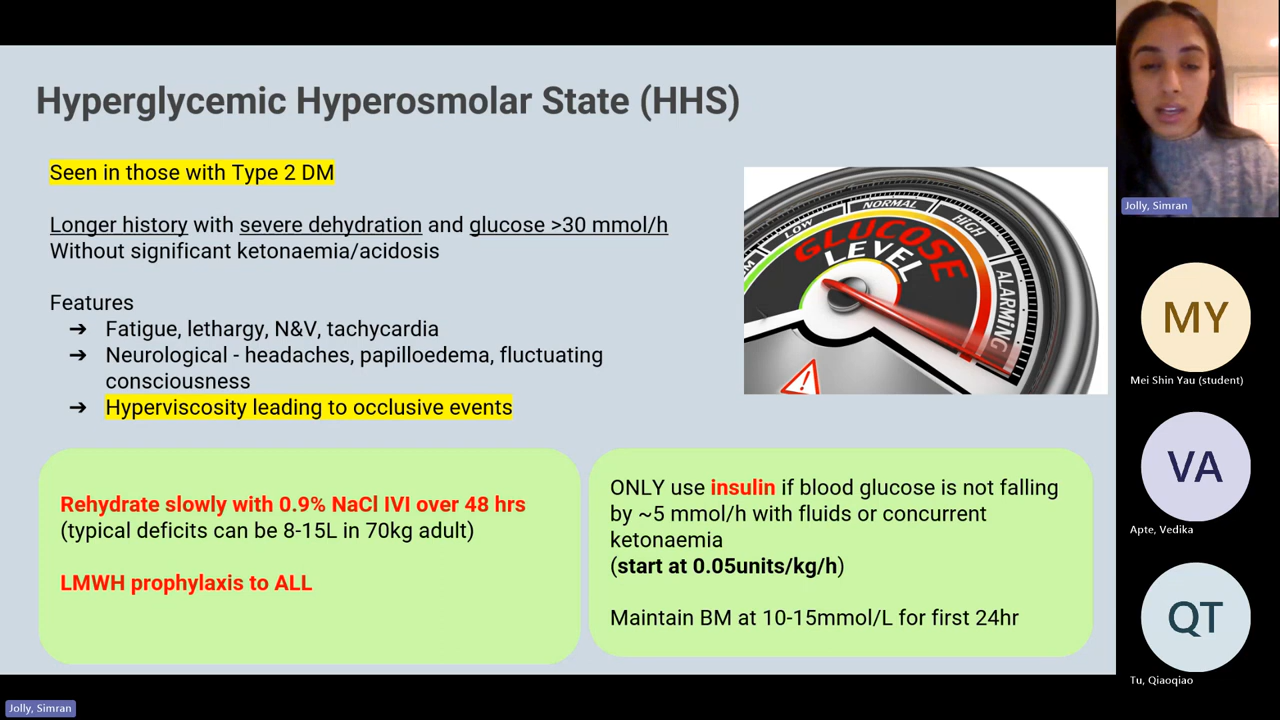 Hyperglycemic Hyperosmolar State (HHS)
Seen in those with Type 2 DM
Longer history with severe dehydration and glucose >30 mmol/h
Without significant ketonaemia/acidosis
Features
➔ Fatigue, lethargy, N&V, tachycardia
➔ Neurological - headaches, papilloedema, fluctuating
consciousness
➔ Hyperviscosity leading to occlusive events
LOW
NORMAL
HIGH
ALARMING
GLUCOSE
LEVEL
Rehydrate slowly with 0.9% NaCl IVI over 48 hrs
(typical deficits can be 8-15L in 70kg adult)
LMWH prophylaxis to ALL
ONLY use insulin if blood glucose is not falling
by ~5 mmol/h with fluids or concurrent
ketonaemia
(start at 0.05units/kg/h)
Maintain BM at 10-15mmol/L for first 24hr
Jolly, Simran
MY
Mei Shin Yau (student)
VA
Apte, Vedika
QT
Tu, Qiaoqiao
Jolly, Simran